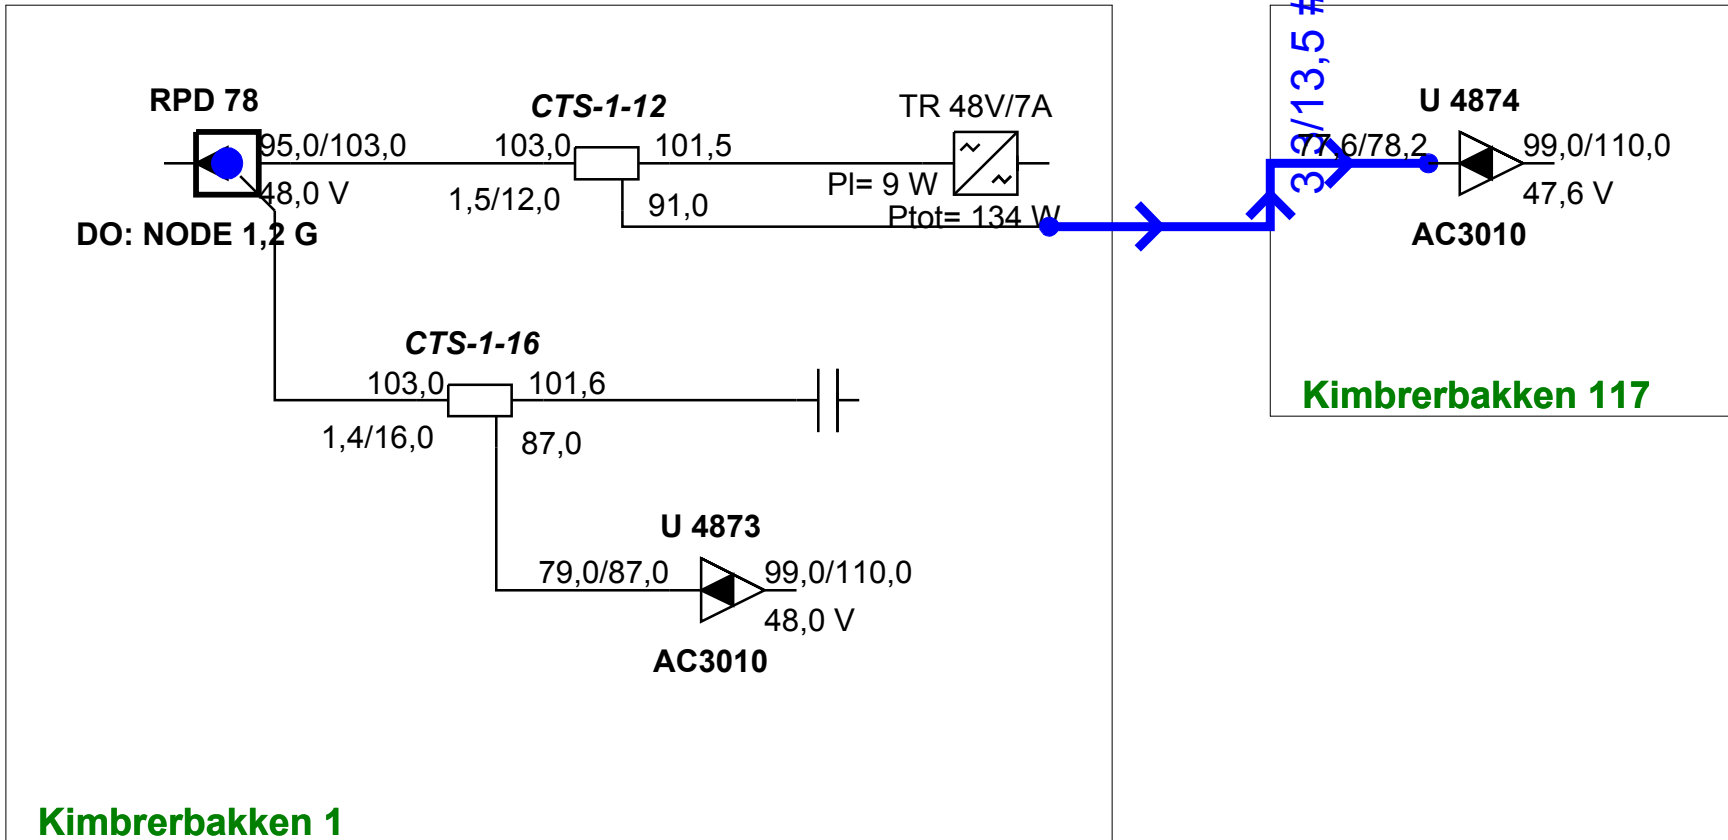 RPD 78
95,0/103,0
48,0 V
DO: NODE 1,2 G
CTS-1-12
103,0
101,5
1,5/12,0
91,0
TR 48V/7A
Pl= 9 W
Ptot= 134 W
CTS-1-16
103,0
101,6
1,4/16,0
87,0
U 4873
79,0/87,0
99,0/110,0
48,0 V
AC3010
Kimbrerbakken 1
U 4874
77,6/78,2
99,0/110,0
47,6 V
AC3010
Kimbrerbakken 117